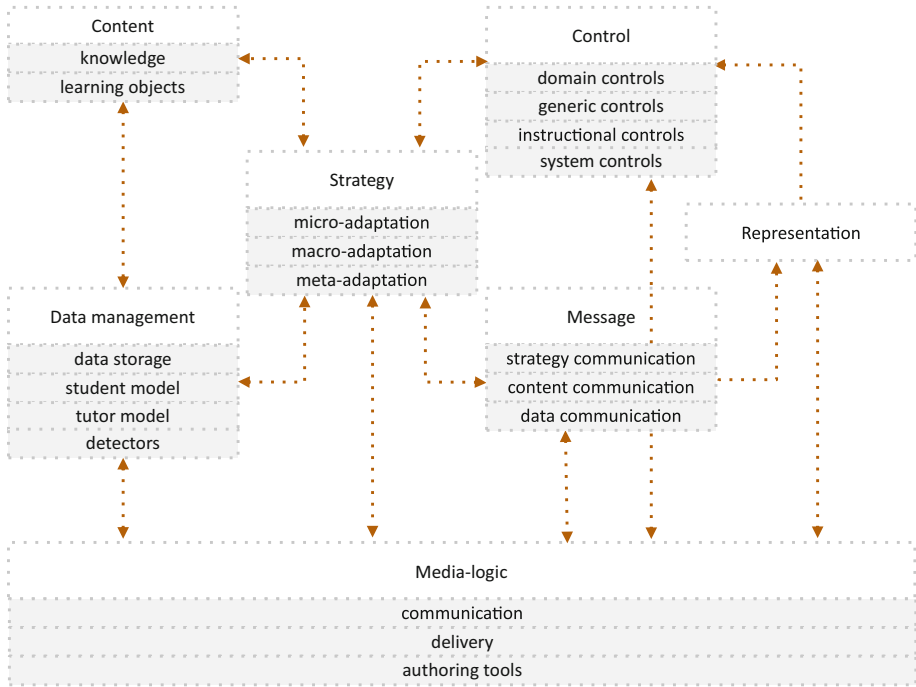 Content
knowledge
learning objects
Control
domain controls
generic controls
instructional controls
system controls
Strategy
micro-adaptation
macro-adaptation
meta-adaptation
Representation
Data management
data storage
student model
tutor model
detectors
Message
strategy communication
content communication
data communication
Media-logic
communication
delivery
authoring tools